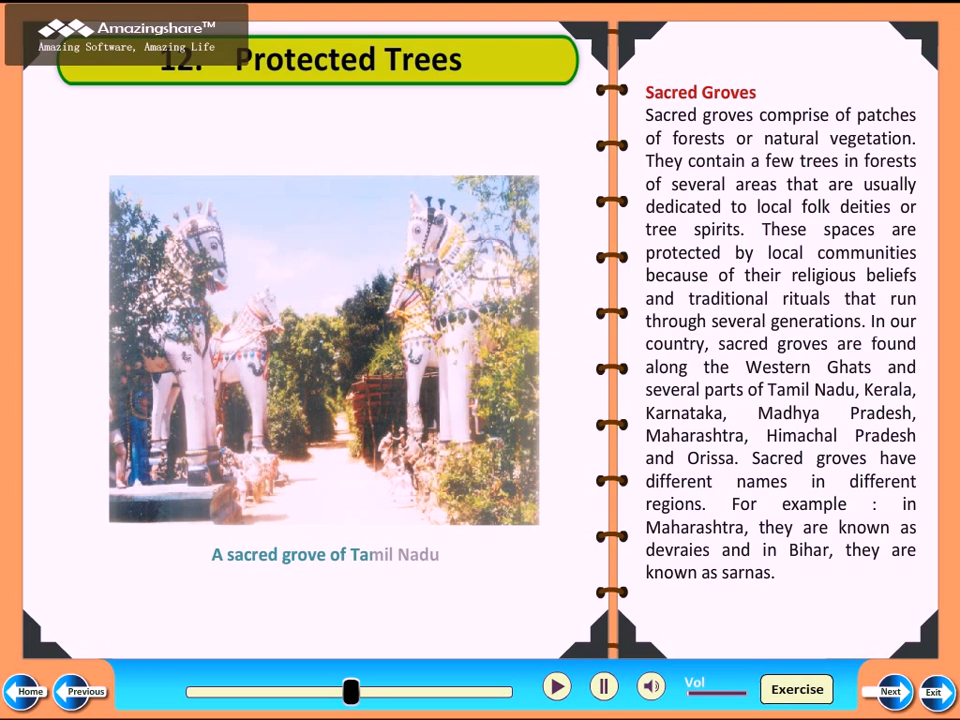 Amazingshare™
Amazing Software, Amazing Life
12. Protected Trees
A sacred grove of Tamil Nadu
Sacred Groves
Sacred groves comprise of patches
of forests or natural vegetation.
They contain a few trees in forests
of several areas that are usually
dedicated to local folk deities or
tree spirits. These spaces are
protected by local communities
because of their religious beliefs
and traditional rituals that run
through several generations. In our
country, sacred groves are found
along the Western Ghats and
several parts of Tamil Nadu, Kerala,
Karnataka, Madhya Pradesh,
Maharashtra, Himachal Pradesh
and Orissa. Sacred groves have
different names in different
regions. For example : in
Maharashtra, they are known as
devraies and in Bihar, they are
known as sarnas.
Home
Previous
Vol
Exercise
Next
Exit